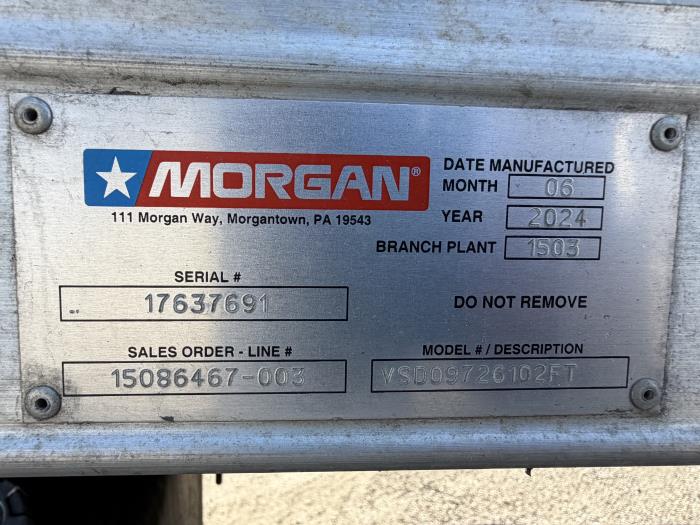 MORGAN®
111 Morgan Way, Morgantown, PA 19543
DATE MANUFACTURED
MONTH 06
YEAR 2024
BRANCH PLANT 1503
SERIAL #
17637691
DO NOT REMOVE
SALES ORDER - LINE #
15086467-003
MODEL # / DESCRIPTION
VSD09726102FT